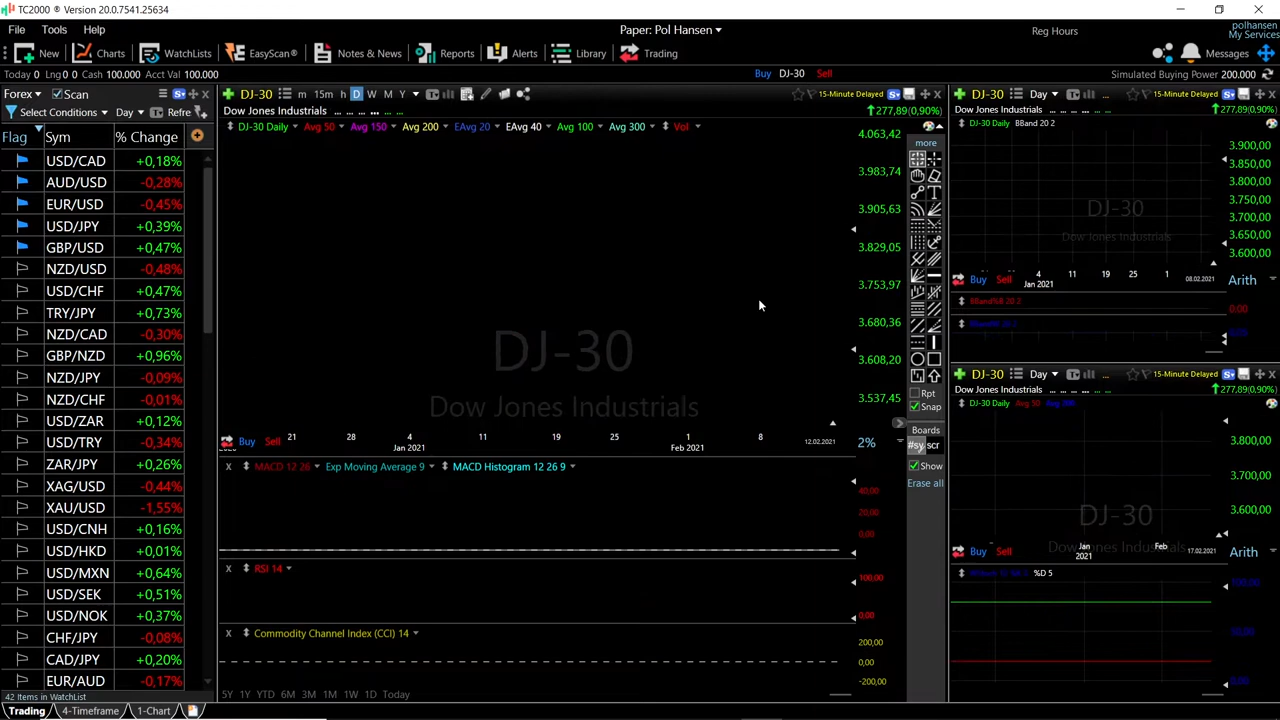 TC2000 ® Version 20.0.7541.25634
File Tools Help Paper: Pol Hansen Reg Hours polhansen
My Services
New Charts WatchLists EasyScan® Notes & News Reports Alerts Library Trading Messages
Today 0 Lng 0 0 Cash 100.000 Acct Val 100.000 Buy DJ-30 Sell Simulated Buying Power 200.000
Forex Scan
Select Conditions Day Refre
Flag Sym % Change
USD/CAD +0,18%
AUD/USD -0,28%
EUR/USD -0,45%
USD/JPY +0,39%
GBP/USD +0,47%
NZD/USD -0,48%
USD/CHF +0,47%
TRY/JPY +0,73%
NZD/CAD -0,30%
GBP/NZD +0,96%
NZD/JPY -0,09%
NZD/CHF -0,01%
USD/ZAR +0,12%
USD/TRY -0,34%
ZAR/JPY +0,26%
XAG/USD -0,44%
XAU/USD -1,55%
USD/CNH +0,16%
USD/HKD +0,01%
USD/MXN +0,64%
USD/SEK +0,51%
USD/NOK +0,37%
CHF/JPY -0,08%
CAD/JPY +0,20%
EUR/AUD -0,17%
42 Items in WatchList
Trading 4-Timeframe 1-Chart
DJ-30 m 15m h D W M Y 15-Minute Delayed
Dow Jones Industrials ... ... ... ... ... 277,89(0,90%)
DJ-30 Daily Avg 50 Avg 150 Avg 200 EAvg 20 EAvg 40 Avg 100 Avg 300 Vol
4.063,42
3.983,74
3.905,63
3.829,05
3.753,97
3.680,36
3.608,20
3.537,45
DJ-30
Dow Jones Industrials
Buy Sell 21 28 4 11 19 25 1 8 12.02.2021 2%
Jan 2021 Feb 2021
X MACD 12 26 Exp Moving Average 9 MACD Histogram 12 26 9
40,00
20,00
0,00
X RSI 14
100,00
0,00
X Commodity Channel Index (CCI) 14
200,00
0,00
-200,00
5Y 1Y YTD 6M 3M 1M 1W 1D Today
more
Rpt
Snap
Boards
#sy scr
Show
Erase all
DJ-30 Day ... 15-Minute Delayed
Dow Jones Industrials ... ... ... ... ... 277,89(0,90%)
DJ-30 Daily BBand 20 2
3.900,00
3.850,00
3.800,00
3.750,00
3.700,00
3.650,00
3.600,00
DJ-30
Dow Jones Industrials
4 11 19 25 1 08.02.2021
Buy Sell Jan 2021 Arith
BBand%B 20 2
0,00
DJ-30 Day ... 15-Minute Delayed
Dow Jones Industrials ... ... ... ... ... 277,89(0,90%)
DJ-30 Daily Avg 50 Avg 200
3.800,00
3.700,00
3.600,00
DJ-30
Dow Jones Industrials
Buy Sell Jan Feb 17.02.2021 Arith
2021
%D 5
100,00